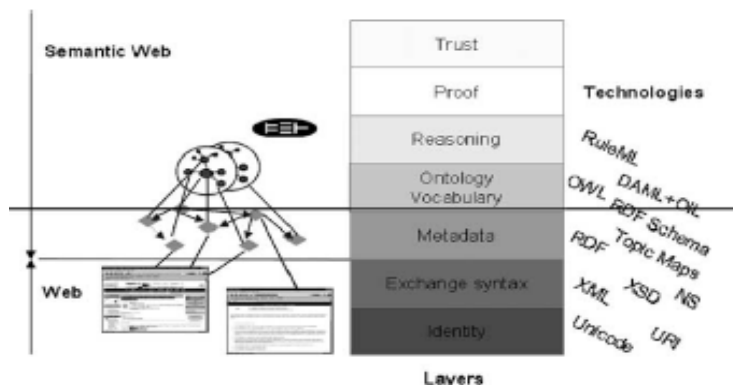 Semantic Web
Trust
Proof
Technologies
Reasoning
RuleML
Ontology
Vocabulary
OWL
DAML+OIL
RDF Schema
Metadata
RDF
Topic Maps
Web
Exchange syntax
XML
XSD
NS
Identity
Unicode
URI
Layers